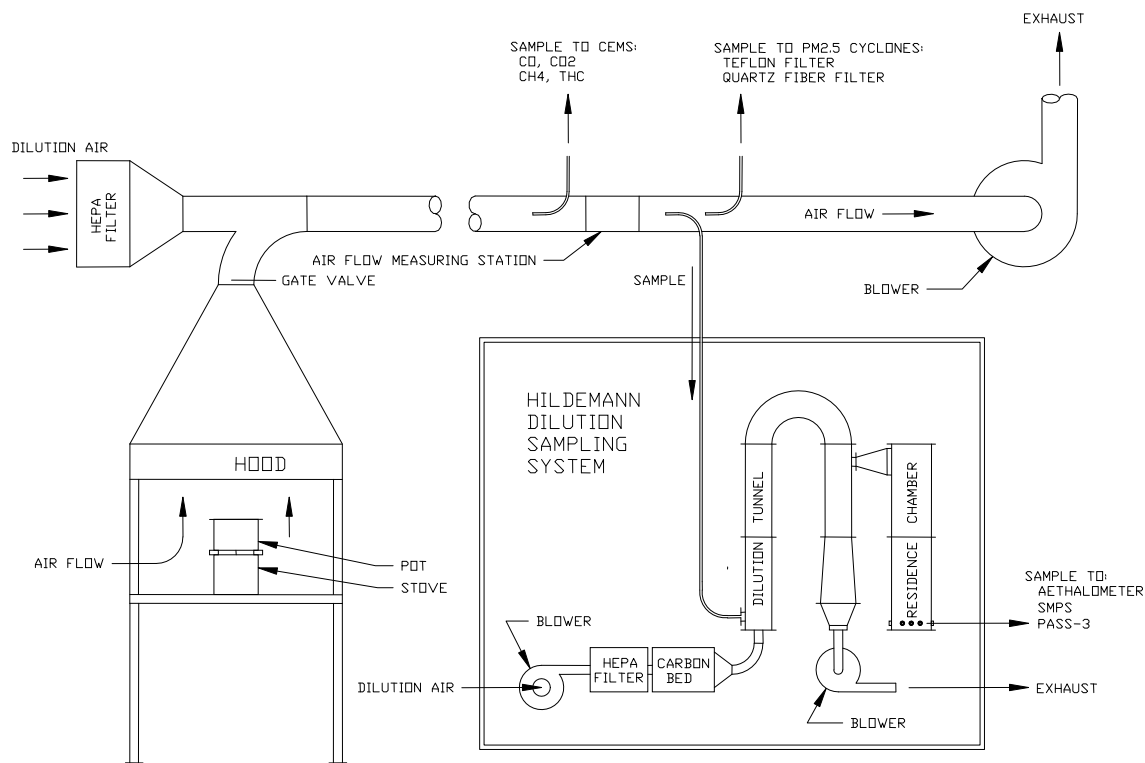 EXHAUST
SAMPLE TO CEMS:
CO, CO2
CH4, THC
SAMPLE TO PM2.5 CYCLONES:
TEFLON FILTER
QUARTZ FIBER FILTER
DILUTION AIR
HEPA
FILTER
AIR FLOW
AIR FLOW MEASURING STATION
GATE VALVE
SAMPLE
BLOWER
HILDEMANN
DILUTION
SAMPLING
SYSTEM
HOOD
AIR FLOW
POT
STOVE
DILUTION TUNNEL
RESIDENCE CHAMBER
SAMPLE TO:
AETHALOMETER
SMPS
PASS-3
BLOWER
HEPA
FILTER
CARBON
BED
DILUTION AIR
EXHAUST
BLOWER